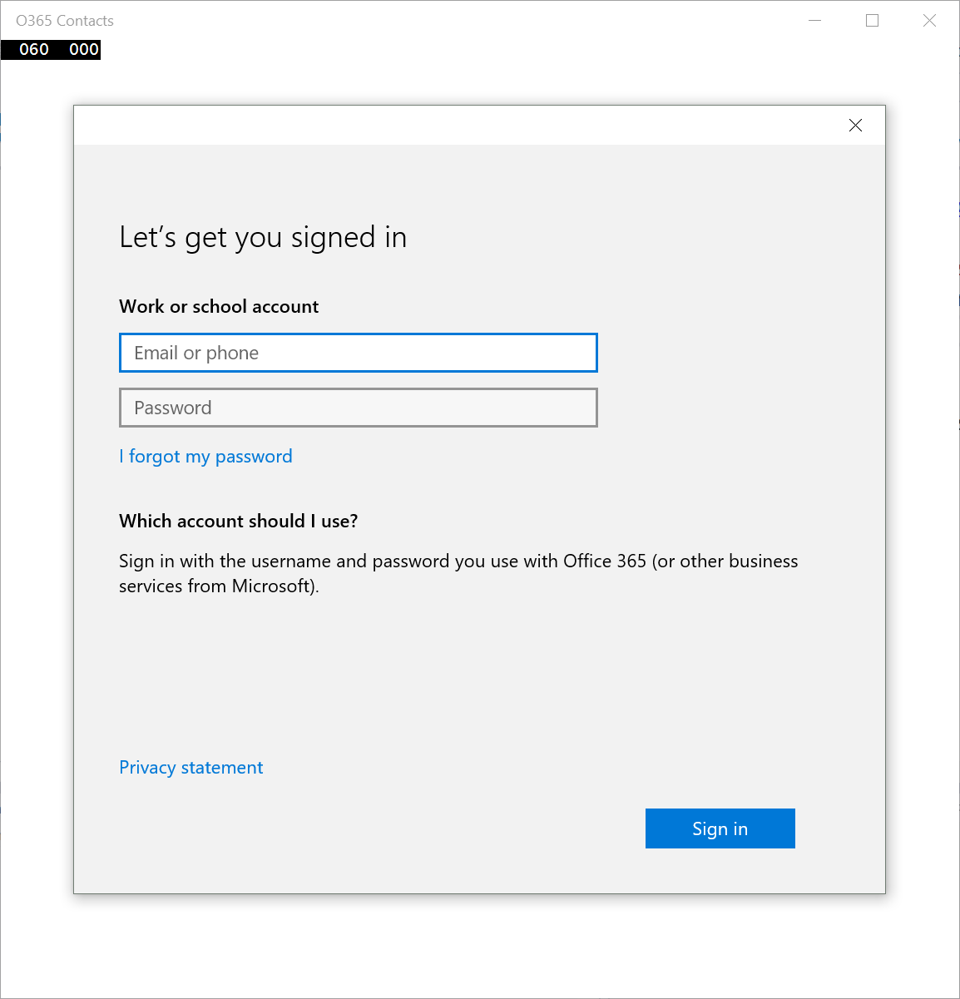 O365 Contacts
060 000
Let's get you signed in
Work or school account
Email or phone
Password
I forgot my password
Which account should I use?
Sign in with the username and password you use with Office 365 (or other business
services from Microsoft).
Privacy statement
Sign in